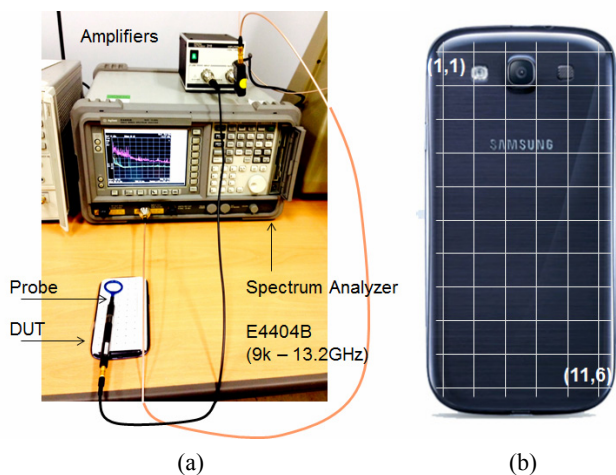 Amplifiers
Probe
DUT
Spectrum Analyzer
E4404B
(9k – 13.2GHz)
(a)
(1,1)
SAMSUNG
(11,6)
(b)